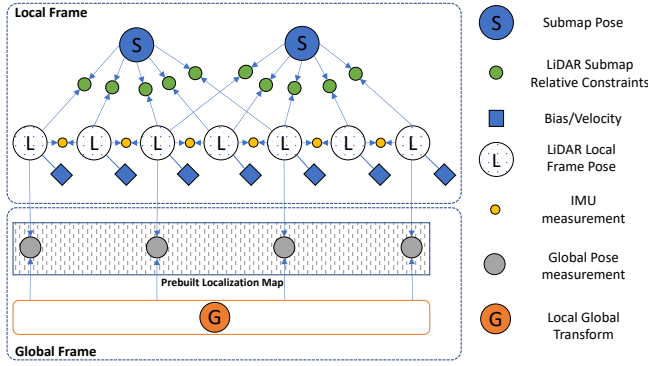 Local Frame
S
S
L
L
L
L
L
L
L
Prebuilt Localization Map
G
Global Frame
S
Submap Pose
LiDAR Submap
Relative Constraints
Bias/Velocity
L
LiDAR Local
Frame Pose
IMU
measurement
Global Pose
measurement
G
Local Global
Transform